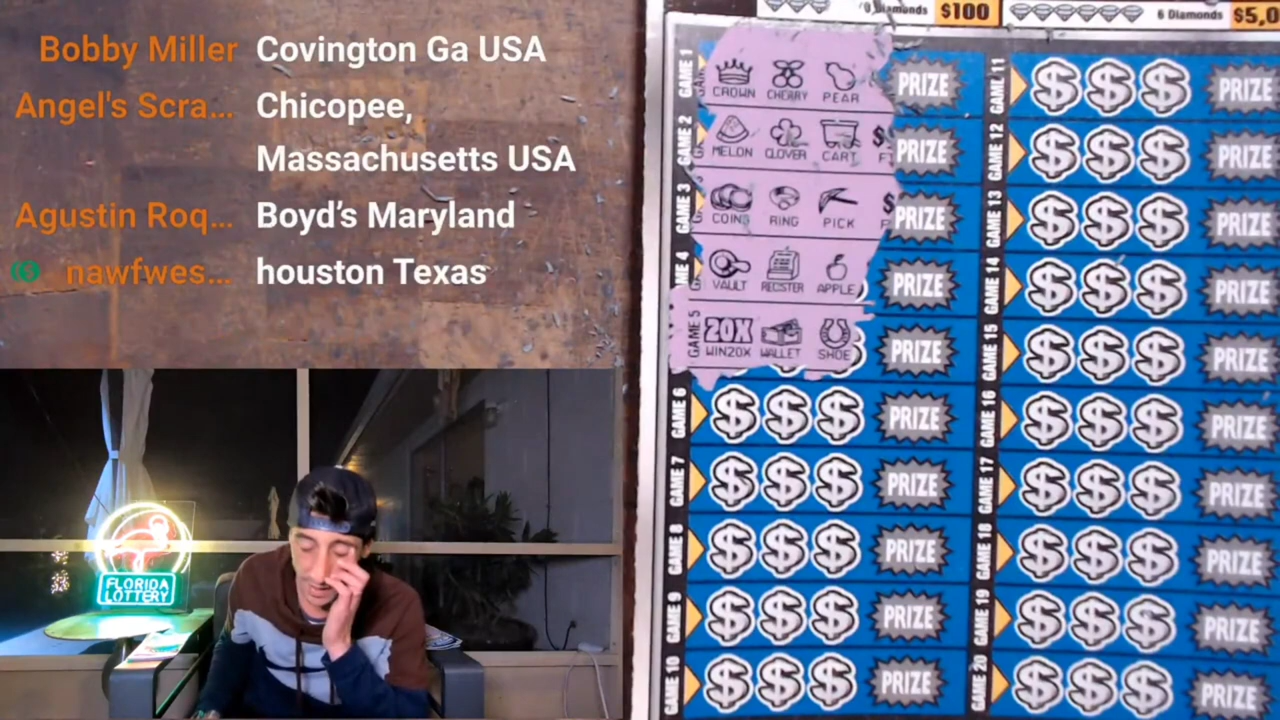 Bobby Miller Covington Ga USA
Angel's Scra... Chicopee,
Massachusetts USA
Agustin Roq... Boyd's Maryland
nawfwes... houston Texas
FLORIDA
LOTTERY
$100 6 Diamonds $5,0
GAME 1 CROWN CHERRY PEAR PRIZE
GAME 2 MELON CLOVER CART PRIZE
GAME 3 COINS RING PICK PRIZE
GAME 4 VAULT REGISTER APPLE PRIZE
GAME 5 20X WIN20X WALLET SHOE PRIZE
GAME 6 $ $ $ PRIZE
GAME 7 $ $ $ PRIZE
GAME 8 $ $ $ PRIZE
GAME 9 $ $ $ PRIZE
GAME 10 $ $ $ PRIZE
GAME 11 $ $ $ PRIZE
GAME 12 $ $ $ PRIZE
GAME 13 $ $ $ PRIZE
GAME 14 $ $ $ PRIZE
GAME 15 $ $ $ PRIZE
GAME 16 $ $ $ PRIZE
GAME 17 $ $ $ PRIZE
GAME 18 $ $ $ PRIZE
GAME 19 $ $ $ PRIZE
GAME 20 $ $ $ PRIZE